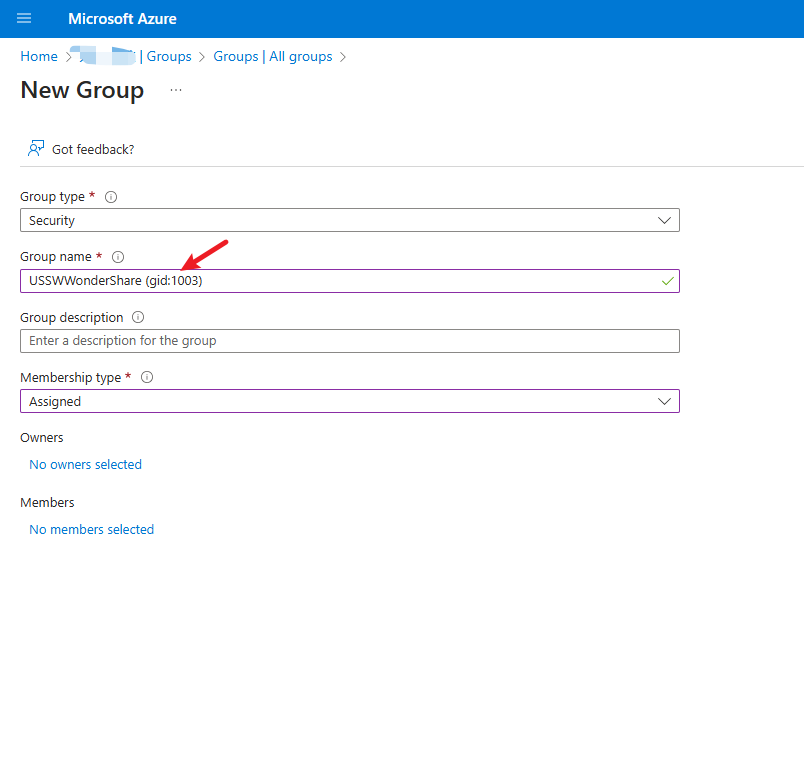 Microsoft Azure
Home > | Groups > Groups | All groups >
New Group ...
Got feedback?
Group type *
Security
Group name *
USSWWonderShare (gid:1003)
Group description
Enter a description for the group
Membership type *
Assigned
Owners
No owners selected
Members
No members selected